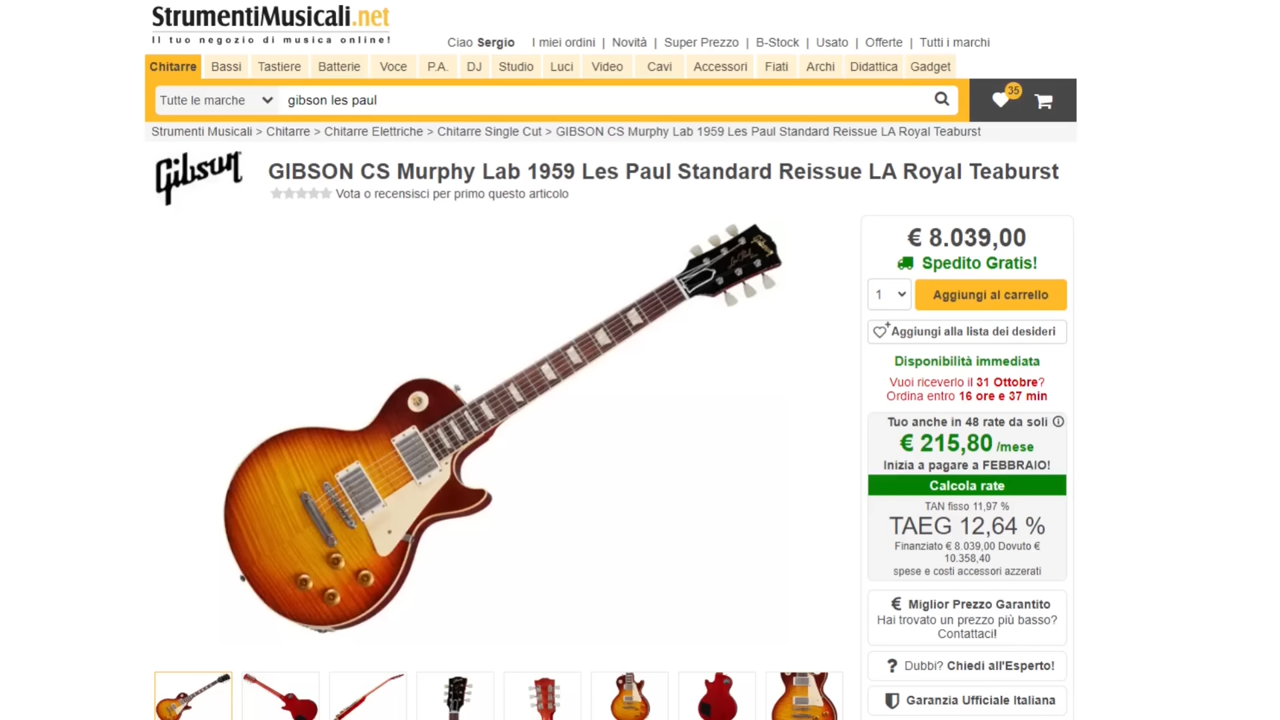 StrumentiMusicali.net
Il tuo negozio di musica online!
Ciao Sergio I miei ordini | Novità | Super Prezzo | B-Stock | Usato | Offerte | Tutti i marchi
Chitarre Bassi Tastiere Batterie Voce P.A. DJ Studio Luci Video Cavi Accessori Fiati Archi Didattica Gadget
Tutte le marche gibson les paul 35
Strumenti Musicali > Chitarre > Chitarre Elettriche > Chitarre Single Cut > GIBSON CS Murphy Lab 1959 Les Paul Standard Reissue LA Royal Teaburst
Gibson
GIBSON CS Murphy Lab 1959 Les Paul Standard Reissue LA Royal Teaburst
Vota o recensisci per primo questo articolo
Gibson
€ 8.039,00
Spedito Gratis!
1 Aggiungi al carrello
Aggiungi alla lista dei desideri
Disponibilità immediata
Vuoi riceverlo il 31 Ottobre?
Ordina entro 16 ore e 37 min
Tuo anche in 48 rate da soli
€ 215,80 /mese
Inizia a pagare a FEBBRAIO!
Calcola rate
TAN fisso 11,97 %
TAEG 12,64 %
Finanziato € 8.039,00 Dovuto €
10.358,40
spese e costi accessori azzerati
€ Miglior Prezzo Garantito
Hai trovato un prezzo più basso?
Contattaci!
? Dubbi? Chiedi all'Esperto!
Garanzia Ufficiale Italiana